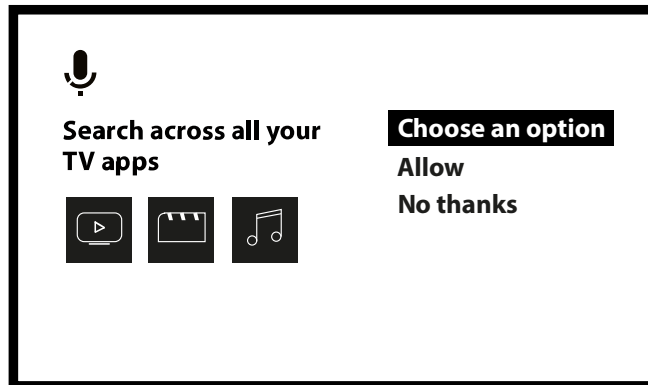 Search across all your
TV apps
Choose an option
Allow
No thanks